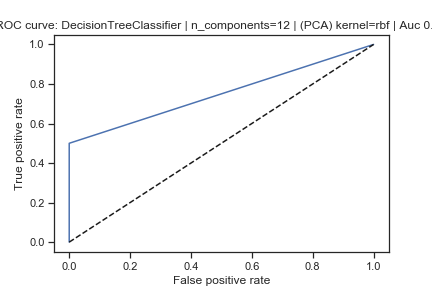 ROC curve: DecisionTreeClassifier | n_components=12 | (PCA) kernel=rbf | Auc 0.
1.0
0.8
0.6
0.4
0.2
0.0
True positive rate
0.0 0.2 0.4 0.6 0.8 1.0
False positive rate